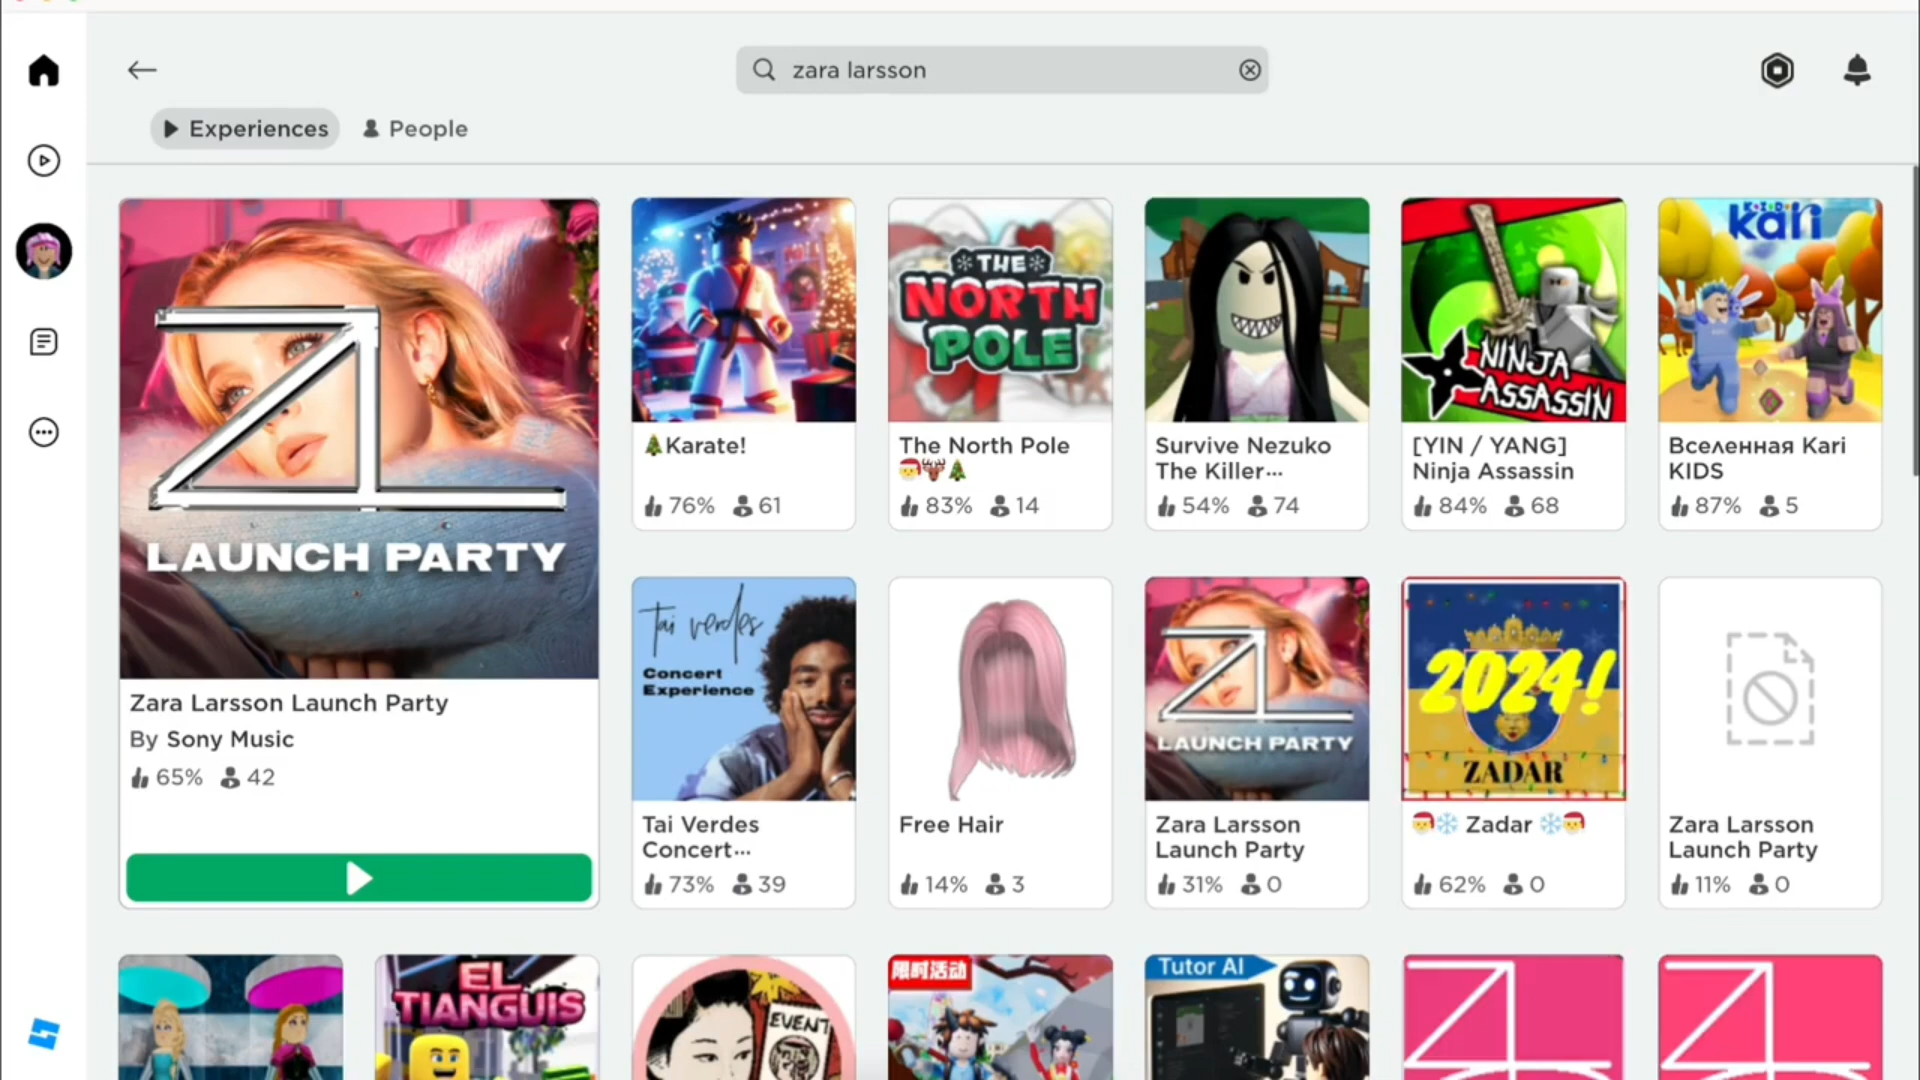 zara larsson
Experiences
People
LAUNCH PARTY
Zara Larsson Launch Party
By Sony Music
65% 42
Karate!
76% 61
THE
NORTH
POLE
The North Pole
83% 14
Survive Nezuko
The Killer...
54% 74
NINJA
ASSASSIN
[YIN / YANG]
Ninja Assassin
84% 68
KIDS
kari
Вселенная Kari
KIDS
87% 5
Tai verdes
Concert
Experience
Tai Verdes
Concert...
73% 39
Free Hair
14% 3
LAUNCH PARTY
Zara Larsson
Launch Party
31% 0
2024!
ZADAR
Zadar
62% 0
Zara Larsson
Launch Party
11% 0
EL
TIANGUIS
EVENT
限时活动
Tutor AI